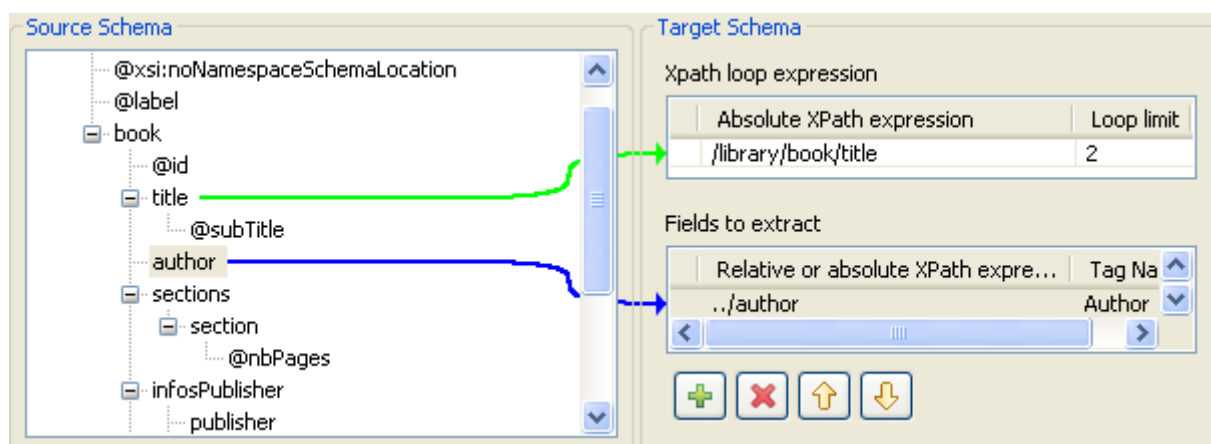 Source Schema
@xsi:noNamespaceSchemaLocation
@label
book
@id
title
@subTitle
author
sections
section
@nbPages
infosPublisher
publisher
Target Schema
Xpath loop expression
Absolute XPath expression Loop limit
/library/book/title 2
Fields to extract
Relative or absolute XPath expre... Tag Na
../author Author